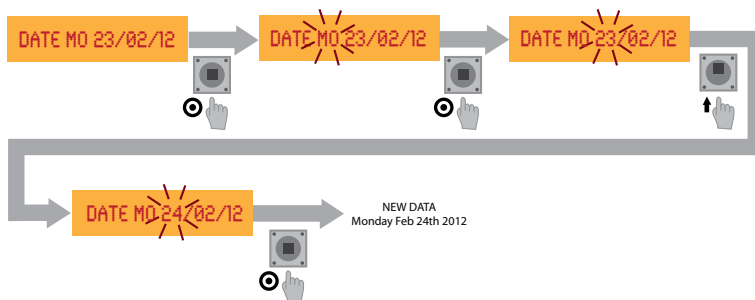 DATE MO 23/02/12
DATE MO 23/02/12
DATE MO 23/02/12
DATE MO 24/02/12
NEW DATA
Monday Feb 24th 2012